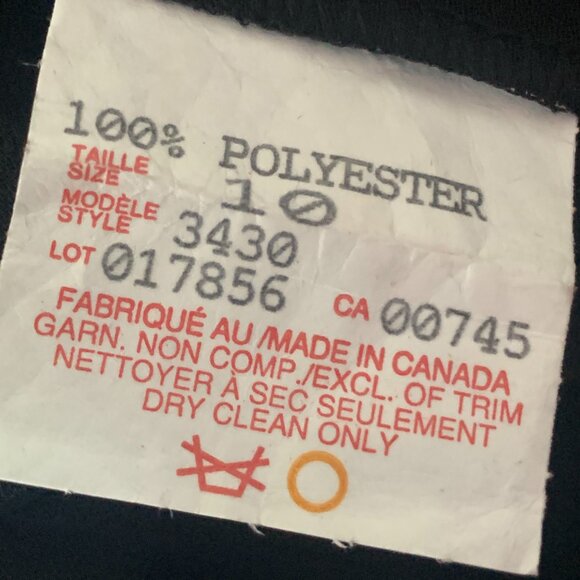 100% POLYESTER
TAILLE
SIZE 10
MODÈLE
STYLE 3430
LOT 017856 CA 00745
FABRIQUÉ AU /MADE IN CANADA
GARN. NON COMP./EXCL. OF TRIM
NETTOYER À SEC SEULEMENT
DRY CLEAN ONLY